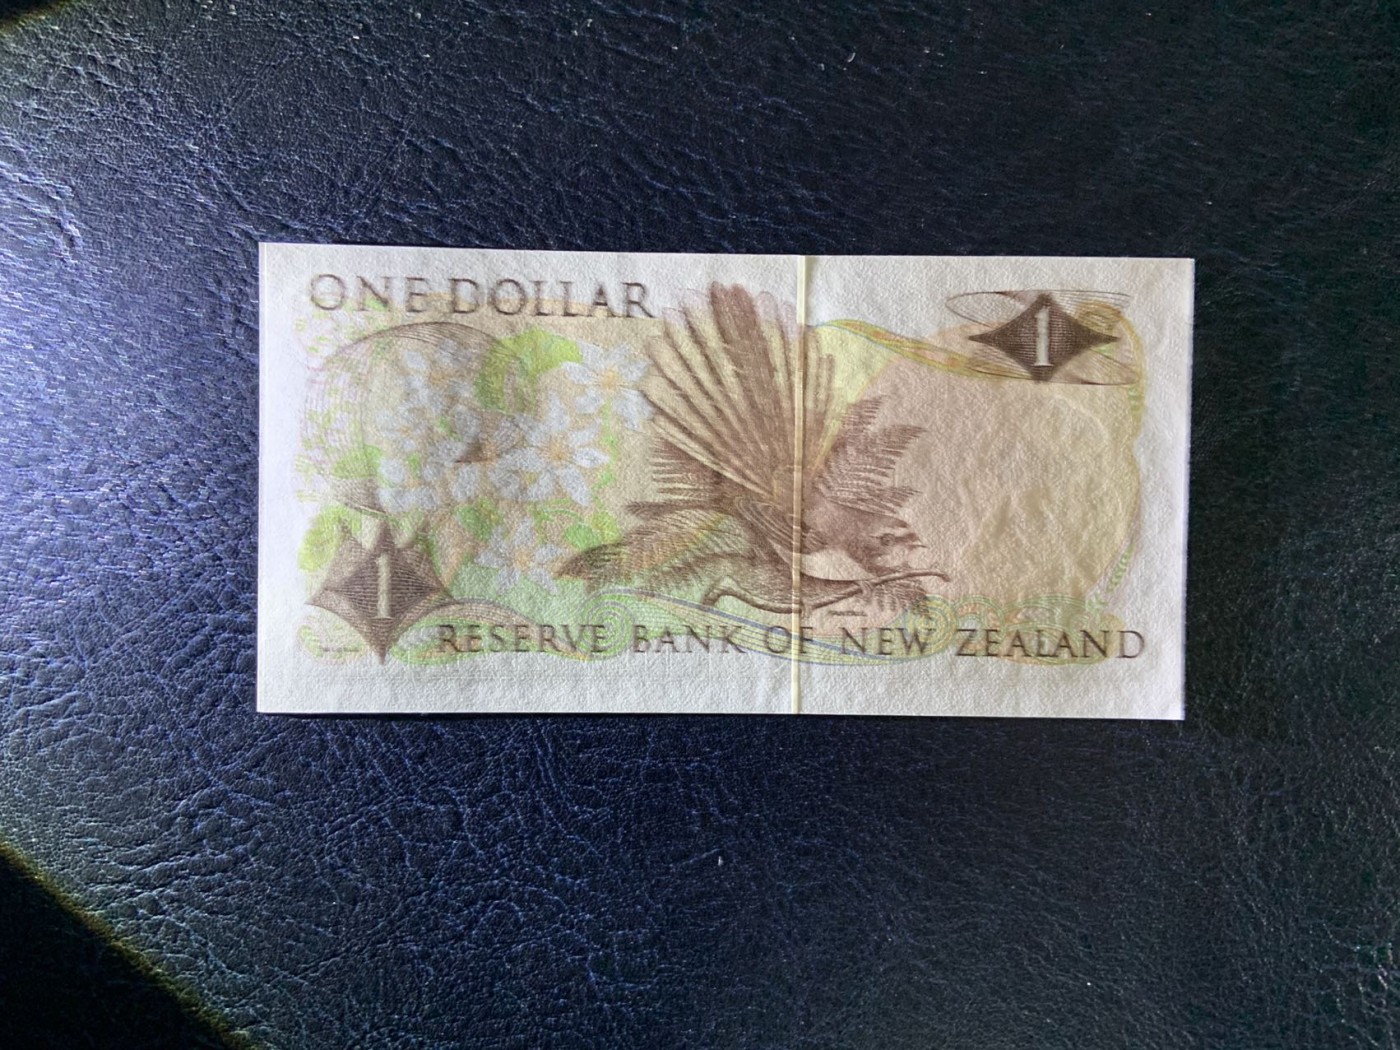 ONE DOLLAR
1
1
RESERVE BANK OF NEW ZEALAND